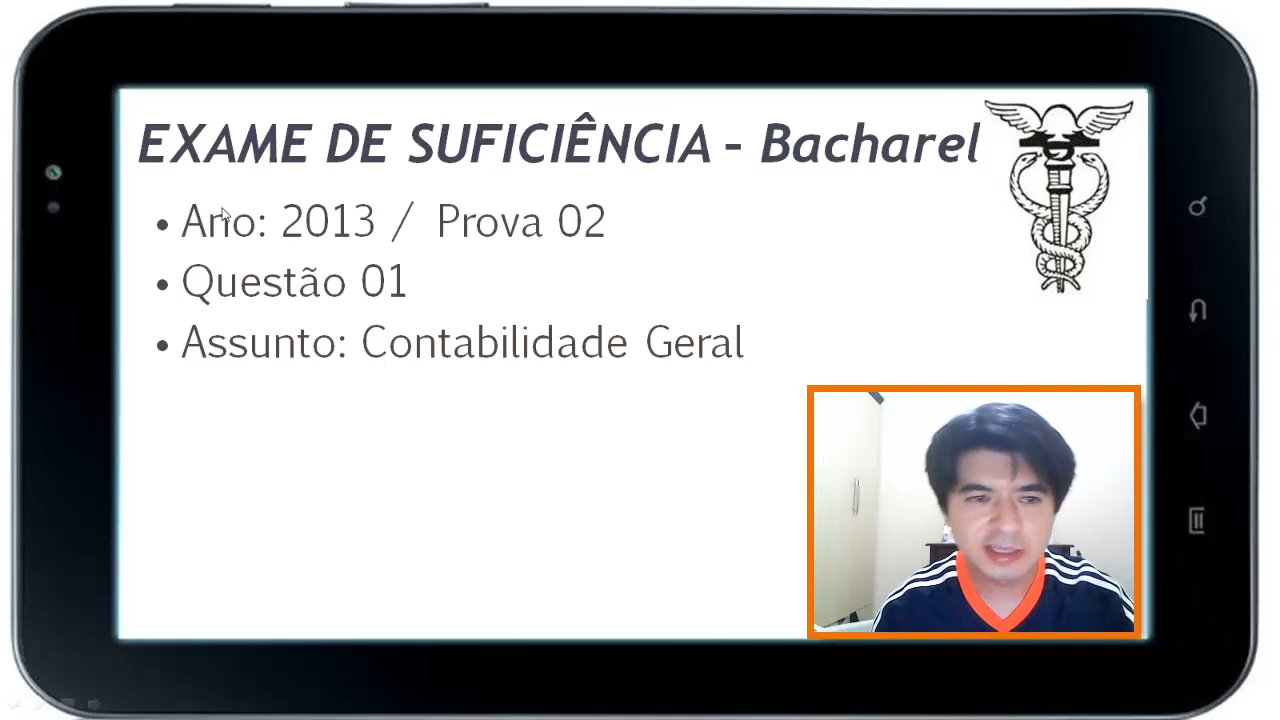 EXAME DE SUFICIÊNCIA – Bacharel
• Ano: 2013 / Prova 02
• Questão 01
• Assunto: Contabilidade Geral